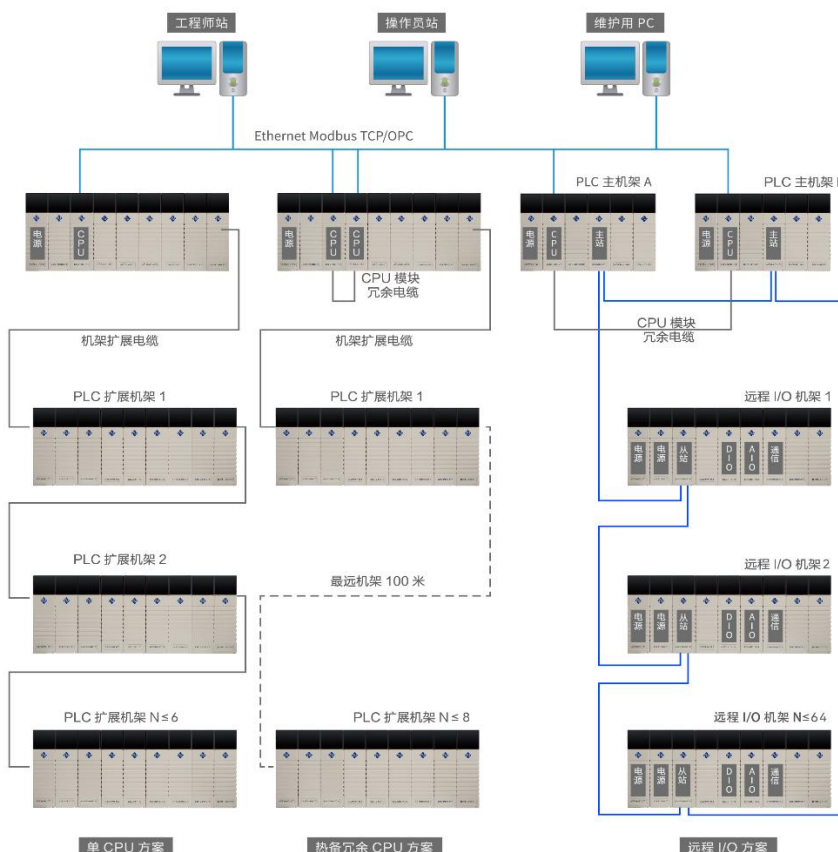 工程师站
操作员站
维护用 PC
Ethernet Modbus TCP/OPC
PLC 主机架 A
PLC 主机架
电源
CPU
CPU
CPU
电源
CPU
主站
电源
CPU
主站
CPU 模块
冗余电缆
CPU 模块
冗余电缆
机架扩展电缆
机架扩展电缆
PLC 扩展机架 1
PLC 扩展机架 1
远程 I/O 机架 1
电源
电源
从站
DIO
AIO
通信
PLC 扩展机架 2
最远机架 100 米
远程 I/O 机架 2
电源
电源
从站
DIO
AIO
通信
PLC 扩展机架 N≤6
PLC 扩展机架 N≤8
远程 I/O 机架 N≤64
电源
电源
从站
DIO
AIO
通信
单 CPU 方案
热备冗余 CPU 方案
远程 I/O 方案